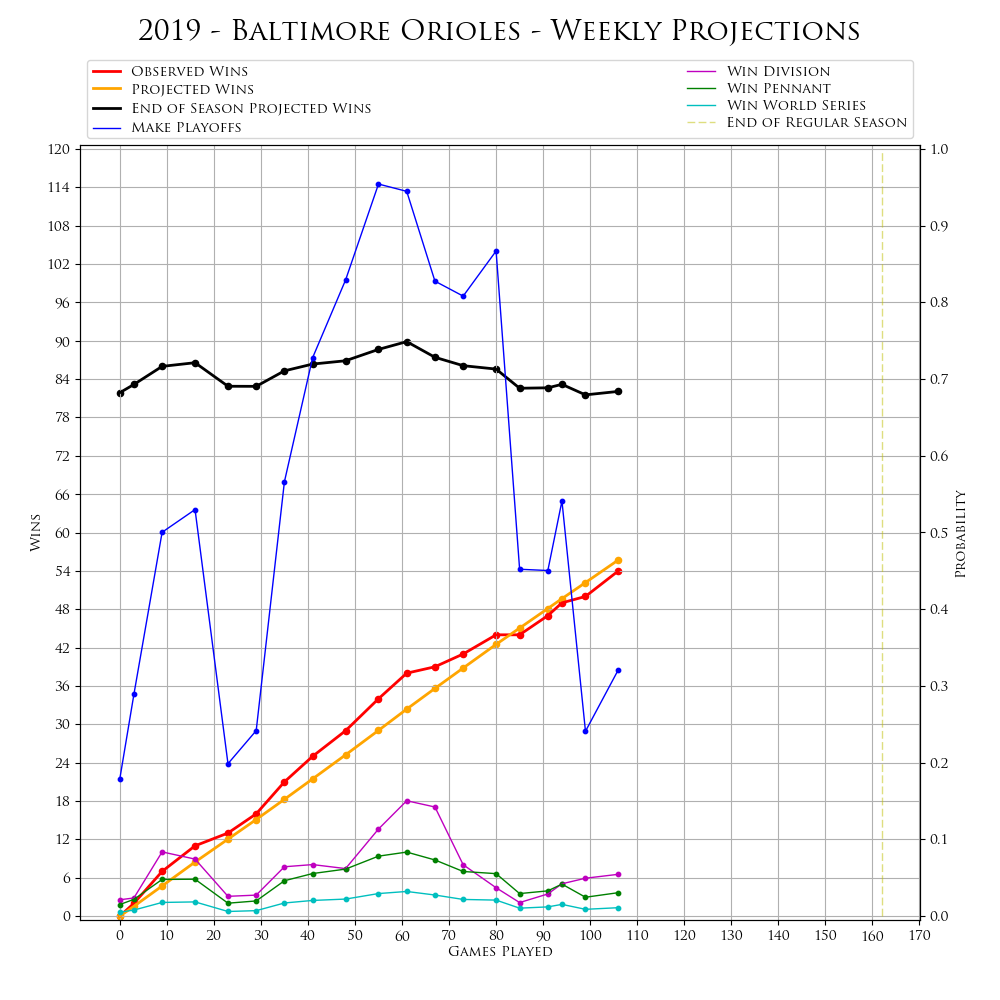 2019 - Baltimore Orioles - Weekly Projections
Observed Wins
Projected Wins
End of Season Projected Wins
Make Playoffs
Win Division
Win Pennant
Win World Series
End of Regular Season
120
114
108
102
96
90
84
78
72
66
60
54
48
42
36
30
24
18
12
6
0
Wins
1.0
0.9
0.8
0.7
0.6
0.5
0.4
0.3
0.2
0.1
0.0
Probability
0 10 20 30 40 50 60 70 80 90 100 110 120 130 140 150 160 170
Games Played